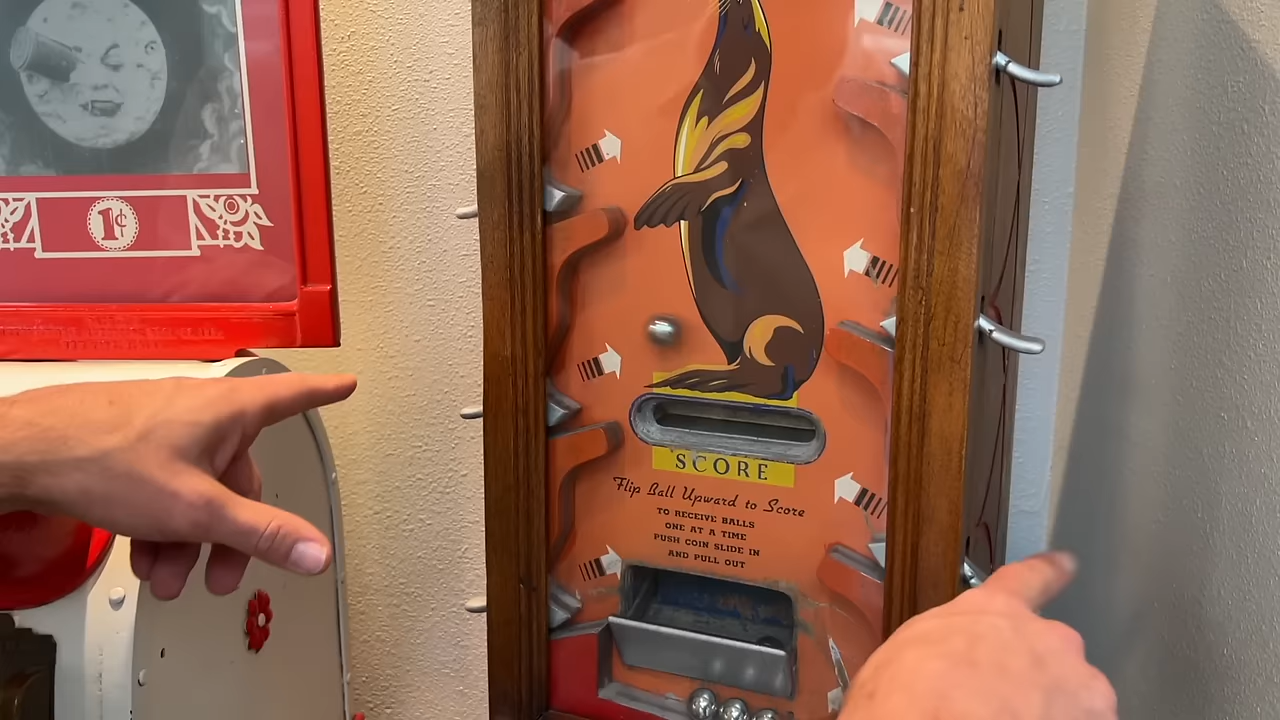 1¢
SCORE
Flip Ball Upward to Score
TO RECEIVE BALLS
ONE AT A TIME
PUSH COIN SLIDE IN
AND PULL OUT